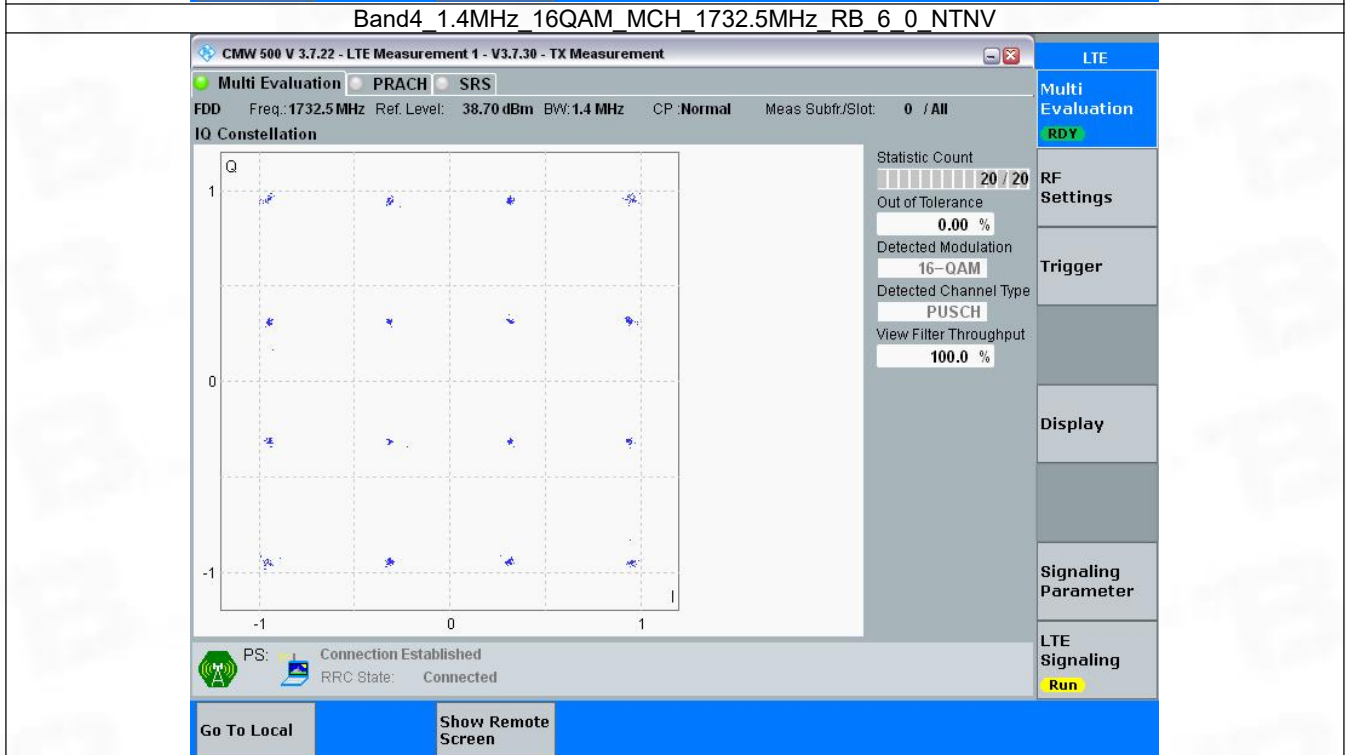 Band4_1.4MHz_16QAM_MCH_1732.5MHz_RB_6_0_NTNV
CMW 500 V 3.7.22 - LTE Measurement 1 - V3.7.30 - TX Measurement
LTE
Multi Evaluation PRACH SRS
Multi
Evaluation
RDY
FDD Freq.: 1732.5 MHz Ref. Level: 38.70 dBm BW: 1.4 MHz CP : Normal Meas Subfr./Slot: 0 / All
IQ Constellation
Q
1
0
-1
-1 0 1
I
Statistic Count
20 / 20
Out of Tolerance
0.00 %
Detected Modulation
16-QAM
Detected Channel Type
PUSCH
View Filter Throughput
100.0 %
RF
Settings
Trigger
Display
Signaling
Parameter
LTE
Signaling
Run
PS: Connection Established
RRC State: Connected
Go To Local
Show Remote
Screen